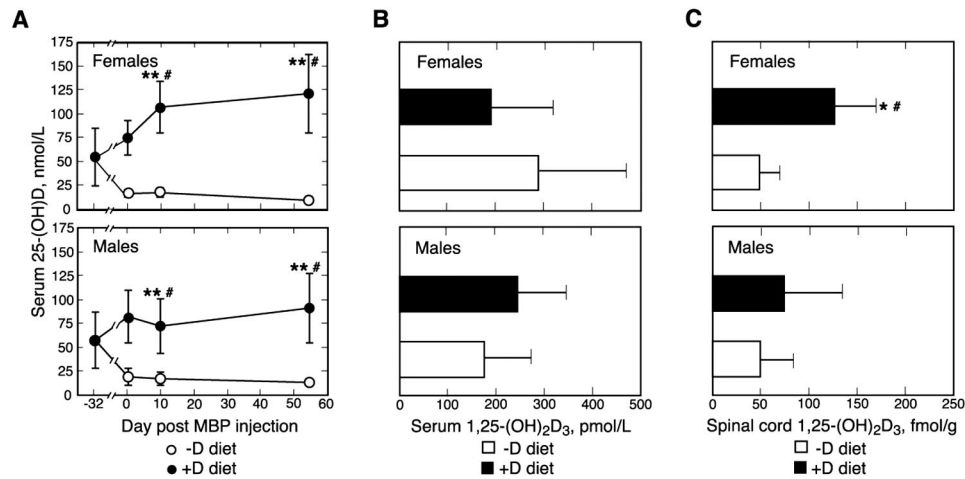 A
B
C
Serum 25-(OH)D, nmol/L
175
150
125
100
75
50
25
0
Females
**#
**#
175
150
125
100
75
50
25
0
Males
**#
**#
-32 0 10 20 30 40 50 60
Day post MBP injection
-D diet
+D diet
Females
Males
0 100 200 300 400 500
Serum 1,25-(OH)₂D₃, pmol/L
-D diet
+D diet
Females
*#
Males
0 50 100 150 200 250
Spinal cord 1,25-(OH)₂D₃, fmol/g
-D diet
+D diet